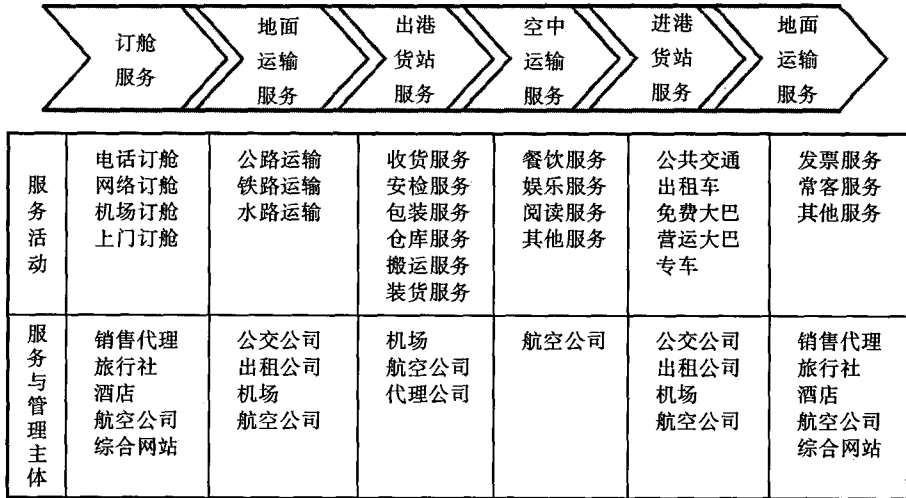 订舱
服务
地面
运输
服务
出港
货站
服务
空中
运输
服务
进港
货站
服务
地面
运输
服务
服务活动
电话订舱
网络订舱
机场订舱
上门订舱
公路运输
铁路运输
水路运输
收货服务
安检服务
包装服务
仓库服务
搬运服务
装货服务
餐饮服务
娱乐服务
阅读服务
其他服务
公共交通
出租车
免费大巴
营运大巴
专车
发票服务
常客服务
其他服务
服务与管理主体
销售代理
旅行社
酒店
航空公司
综合网站
公交公司
出租公司
机场
航空公司
机场
航空公司
代理公司
航空公司
公交公司
出租公司
机场
航空公司
销售代理
旅行社
酒店
航空公司
综合网站